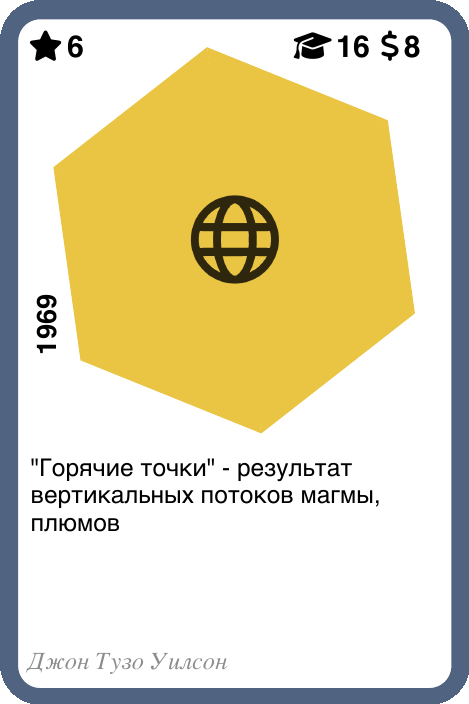 6
16 $8
1969
"Горячие точки" - результат
вертикальных потоков магмы,
плюмов
Джон Тузо Уилсон